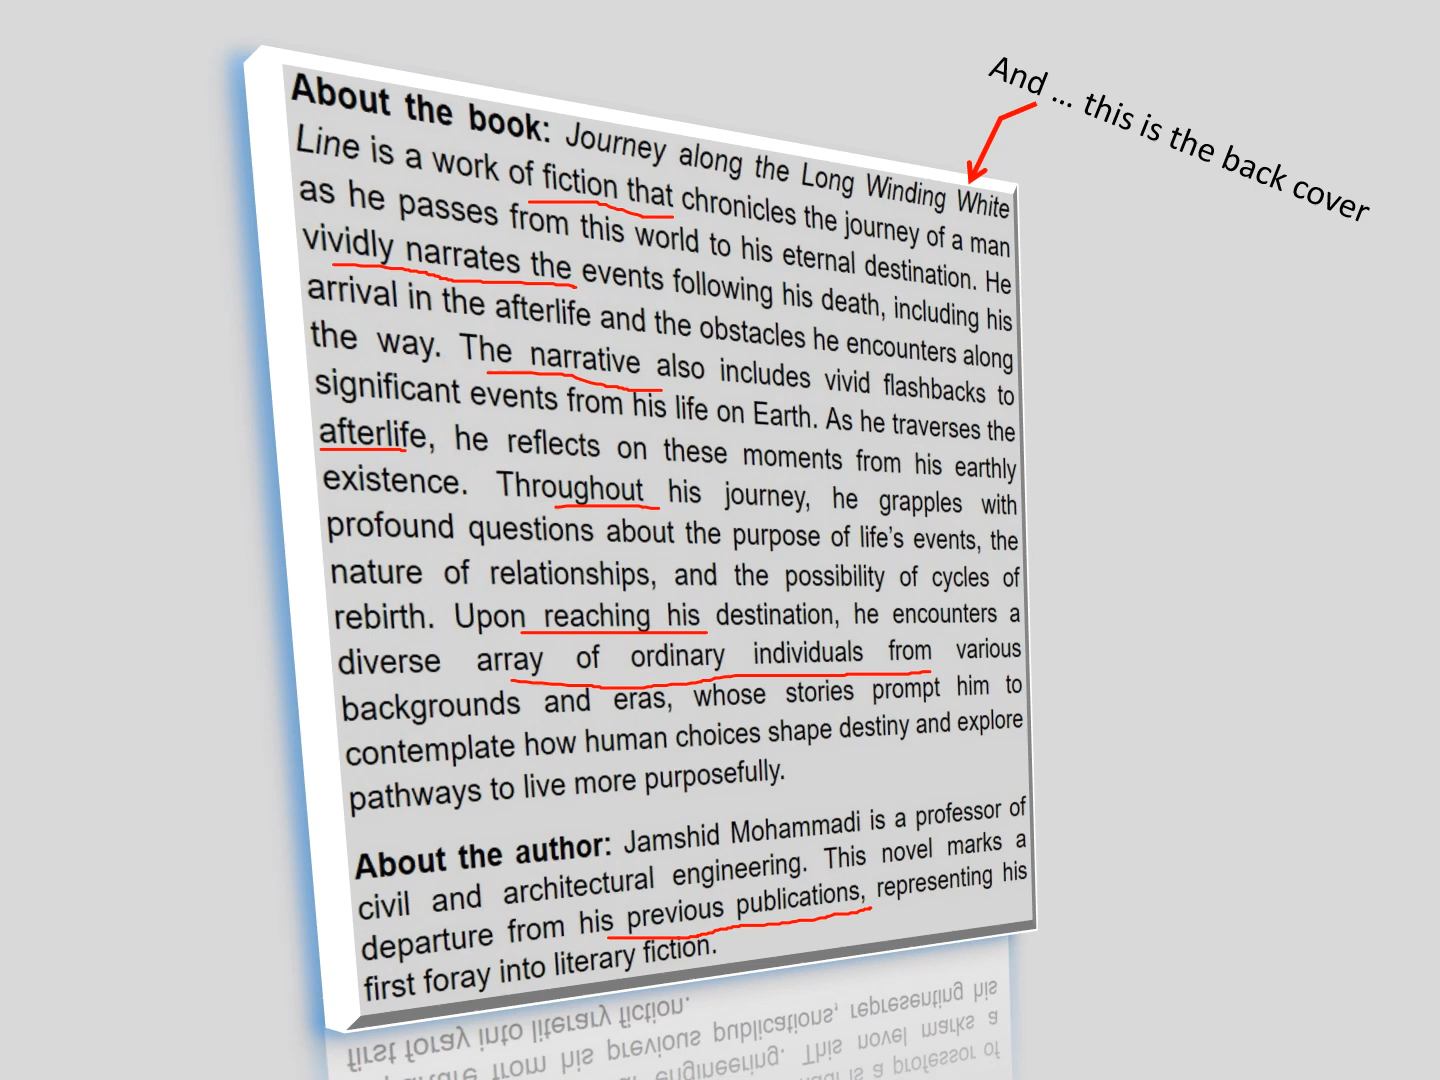 And ... this is the back cover
About the book: Journey along the Long Winding White
Line is a work of fiction that chronicles the journey of a man
as he passes from this world to his eternal destination. He
vividly narrates the events following his death, including his
arrival in the afterlife and the obstacles he encounters along
the way. The narrative also includes vivid flashbacks to
significant events from his life on Earth. As he traverses the
afterlife, he reflects on these moments from his earthly
existence. Throughout his journey, he grapples with
profound questions about the purpose of life's events, the
nature of relationships, and the possibility of cycles of
rebirth. Upon reaching his destination, he encounters a
diverse array of ordinary individuals from various
backgrounds and eras, whose stories prompt him to
contemplate how human choices shape destiny and explore
pathways to live more purposefully.
About the author: Jamshid Mohammadi is a professor of
civil and architectural engineering. This novel marks a
departure from his previous publications, representing his
first foray into literary fiction.